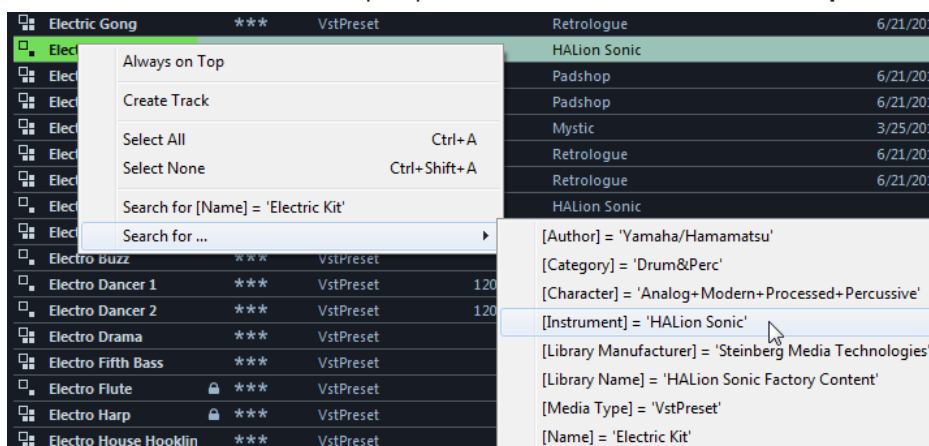 Electric Gong *** VstPreset Retrologue 6/21/20
Elect HALion Sonic
Always on Top
Elect Padshop 6/21/20
Create Track
Elect Padshop 6/21/20
Elect Mystic 3/25/20
Select All Ctrl+A
Elect Retrologue 6/21/20
Select None Ctrl+Shift+A
Elect Retrologue 6/21/20
Elect HALion Sonic
Search for [Name] = 'Electric Kit'
Elect
Search for ...
[Author] = 'Yamaha/Hamamatsu'
[Category] = 'Drum&Perc'
[Character] = 'Analog+Modern+Processed+Percussive'
[Instrument] = 'HALion Sonic'
[Library Manufacturer] = 'Steinberg Media Technologies'
[Library Name] = 'HALion Sonic Factory Content'
[Media Type] = 'VstPreset'
[Name] = 'Electric Kit'
Electro Buzz *** VstPreset
Electro Dancer 1 *** VstPreset 120
Electro Dancer 2 *** VstPreset 120
Electro Drama *** VstPreset
Electro Fifth Bass *** VstPreset
Electro Flute *** VstPreset
Electro Harp *** VstPreset
Electro House Hooklin *** VstPreset